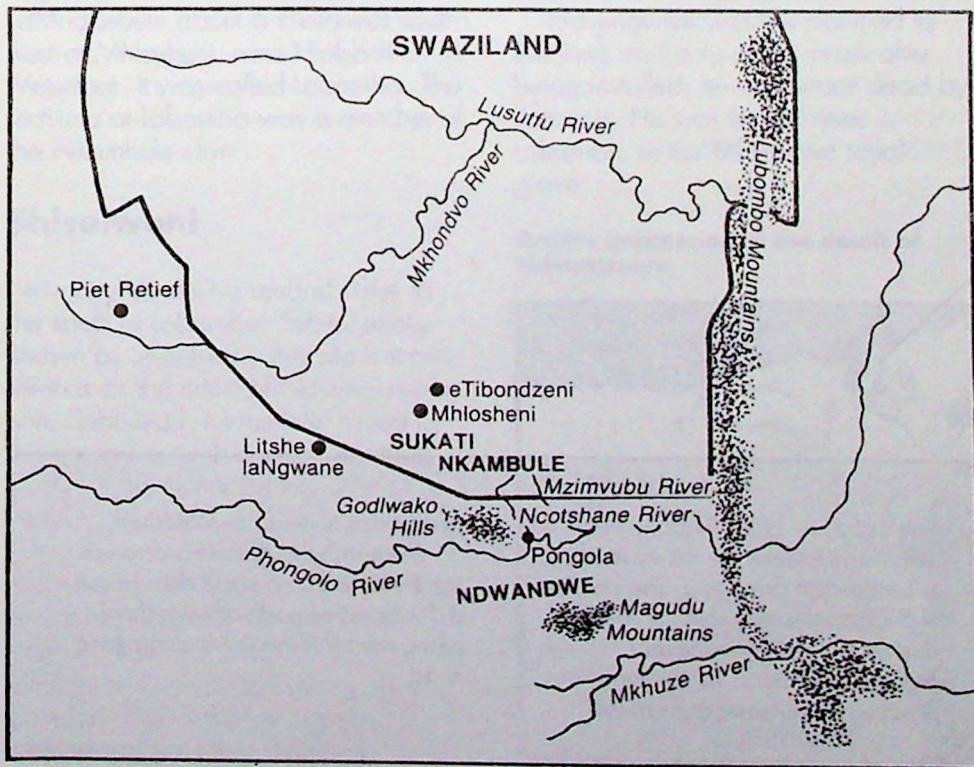 SWAZILAND
Lusutfu River
Mkhondvo River
Lubombo Mountains
Piet Retief
eTibondzeni
Mhlosheni
SUKATI
Litshe
laNgwane
NKAMBULE
Mzimvubu River
Godlwako
Hills
Ncotshane River
Pongola
Phongolo River
NDWANDWE
Magudu
Mountains
Mkhuze River